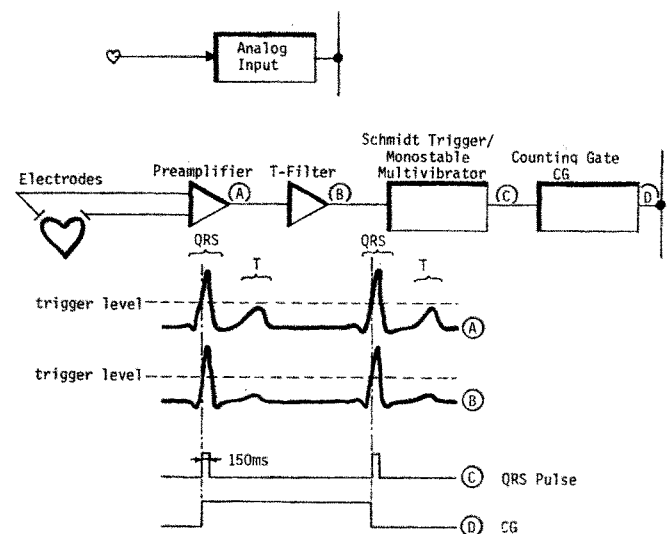 Analog
Input
Schmidt Trigger/
Monostable
Multivibrator
Counting Gate
CG
Preamplifier
T-Filter
Electrodes
A
B
C
D
QRS
T
QRS
T
trigger level
A
trigger level
B
150ms
C QRS Pulse
D CG